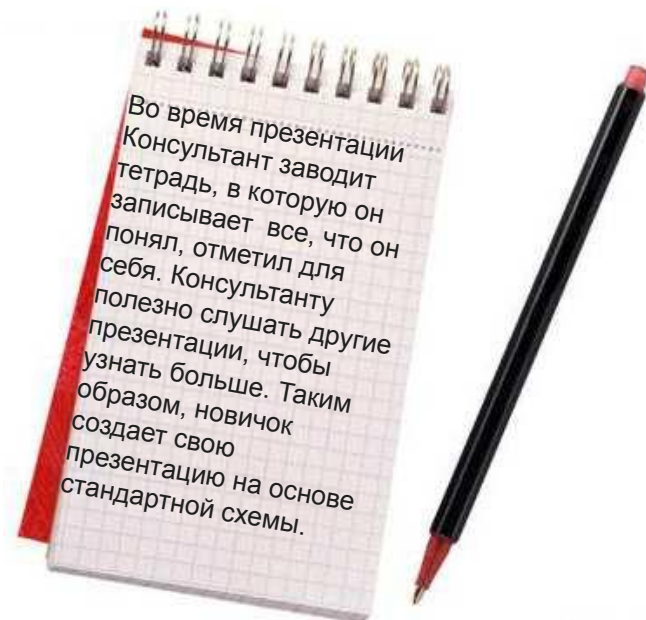 Во время презентации
Консультант заводит
тетрадь, в которую он
записывает все, что он
понял, отметил для
себя. Консультанту
полезно слушать другие
презентации, чтобы
узнать больше. Таким
образом, новичок
создает свою
презентацию на основе
стандартной схемы.